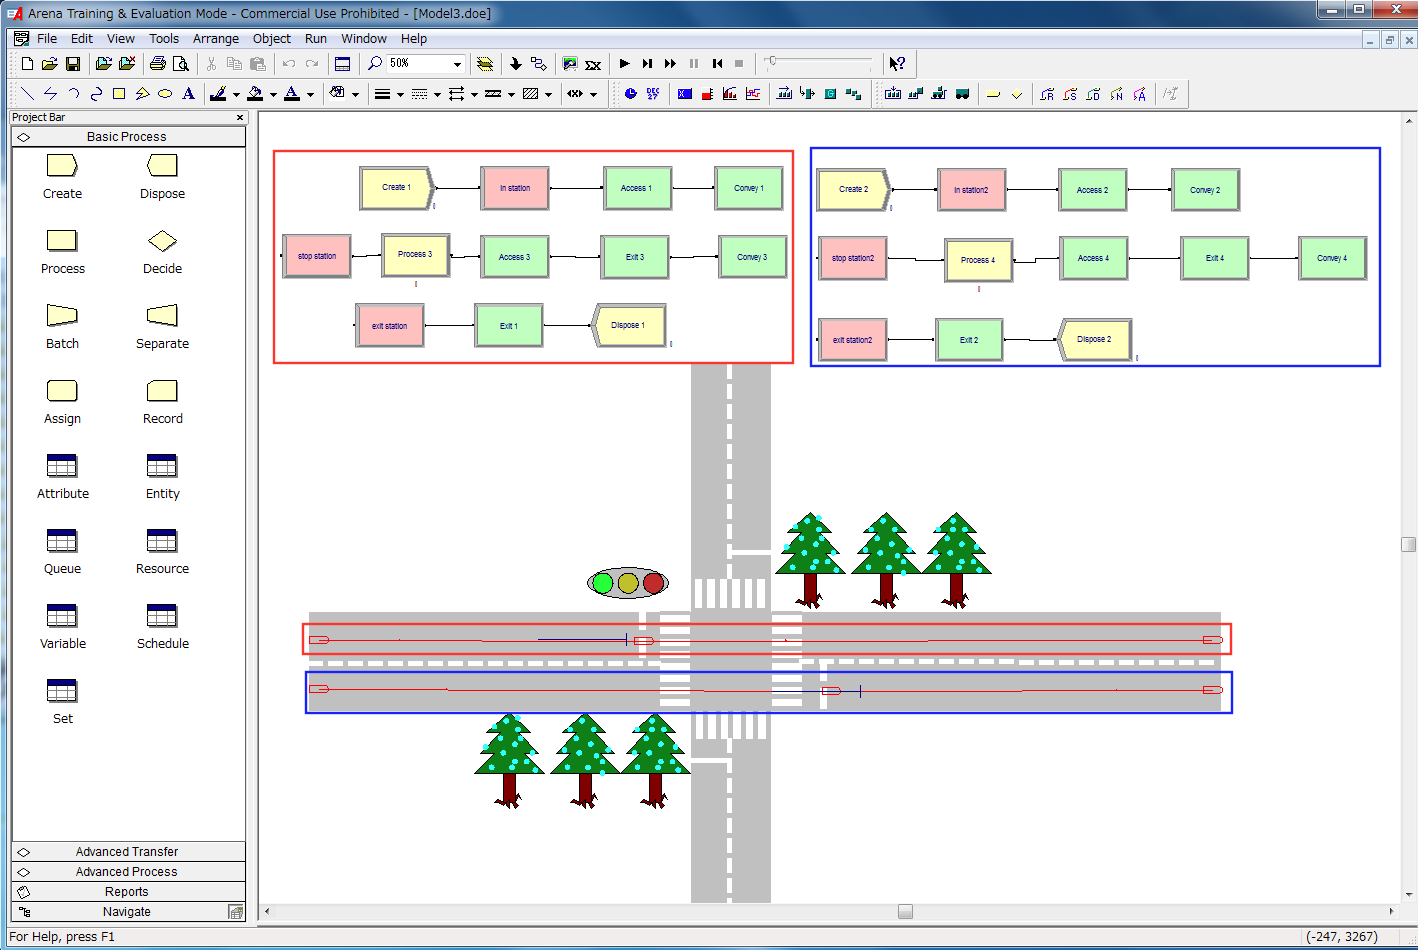 Arena Training & Evaluation Mode - Commercial Use Prohibited - [Model3.doe]
File Edit View Tools Arrange Object Run Window Help
50%
DEC 27
Project Bar
Basic Process
Create Dispose
Process Decide
Batch Separate
Assign Record
Attribute Entity
Queue Resource
Variable Schedule
Set
Advanced Transfer
Advanced Process
Reports
Navigate
Create 1 In station Access 1 Convey 1
stop station Process 3 Access 3 Exit 3 Convey 3
exit station Exit 1 Dispose 1
Create 2 In station2 Access 2 Convey 2
stop station2 Process 4 Access 4 Exit 4 Convey 4
exit station2 Exit 2 Dispose 2
For Help, press F1
(-247, 3267)